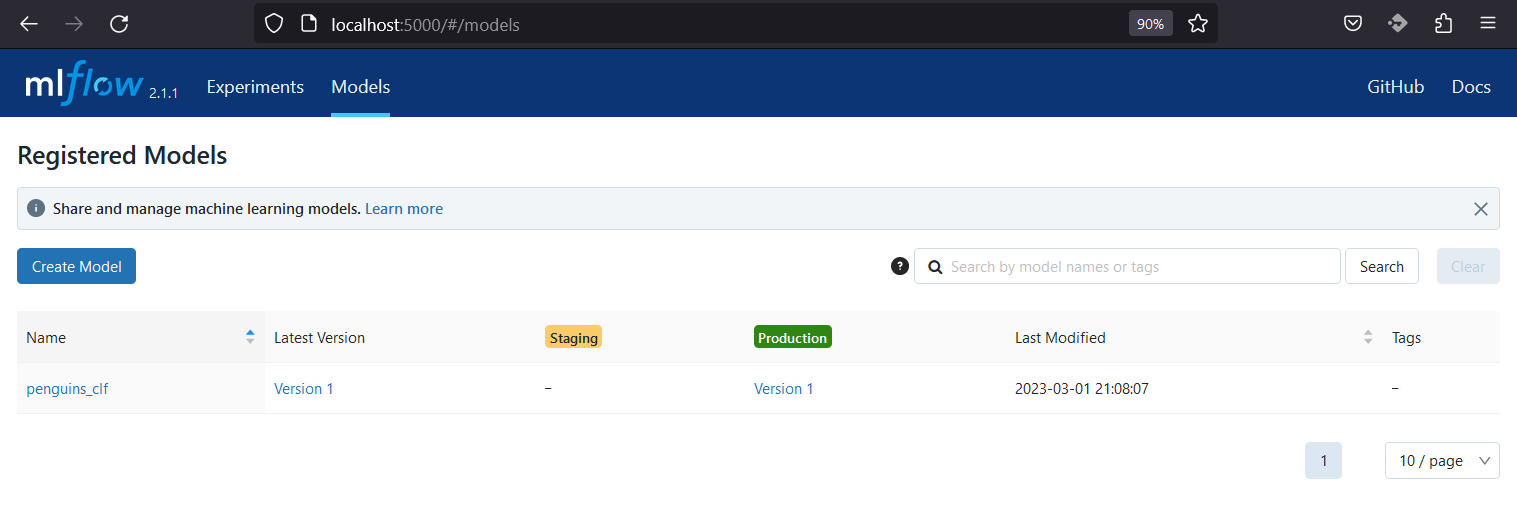 localhost:5000/#/models 90%
mlflow 2.1.1 Experiments Models GitHub Docs
Registered Models
Share and manage machine learning models. Learn more
Create Model ? Search by model names or tags Search Clear
Name Latest Version Staging Production Last Modified Tags
penguins_clf Version 1 – Version 1 2023-03-01 21:08:07 –
1 10 / page